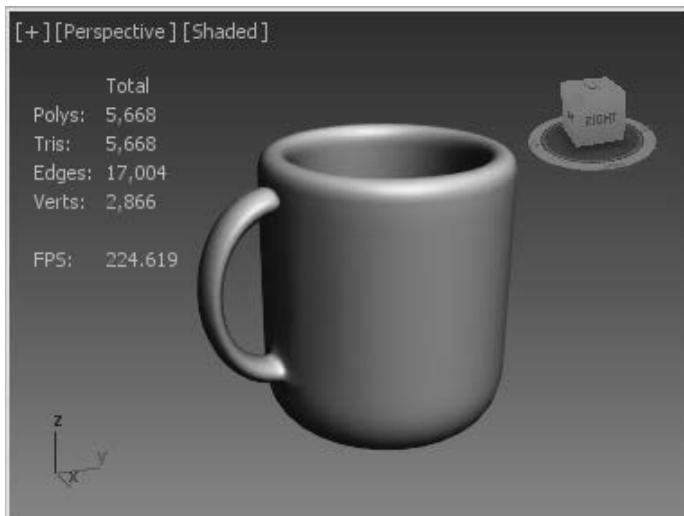 [+][Perspective][Shaded]
Total
Polys: 5,668
Tris: 5,668
Edges: 17,004
Verts: 2,866
FPS: 224.619
RIGHT
z
y
x